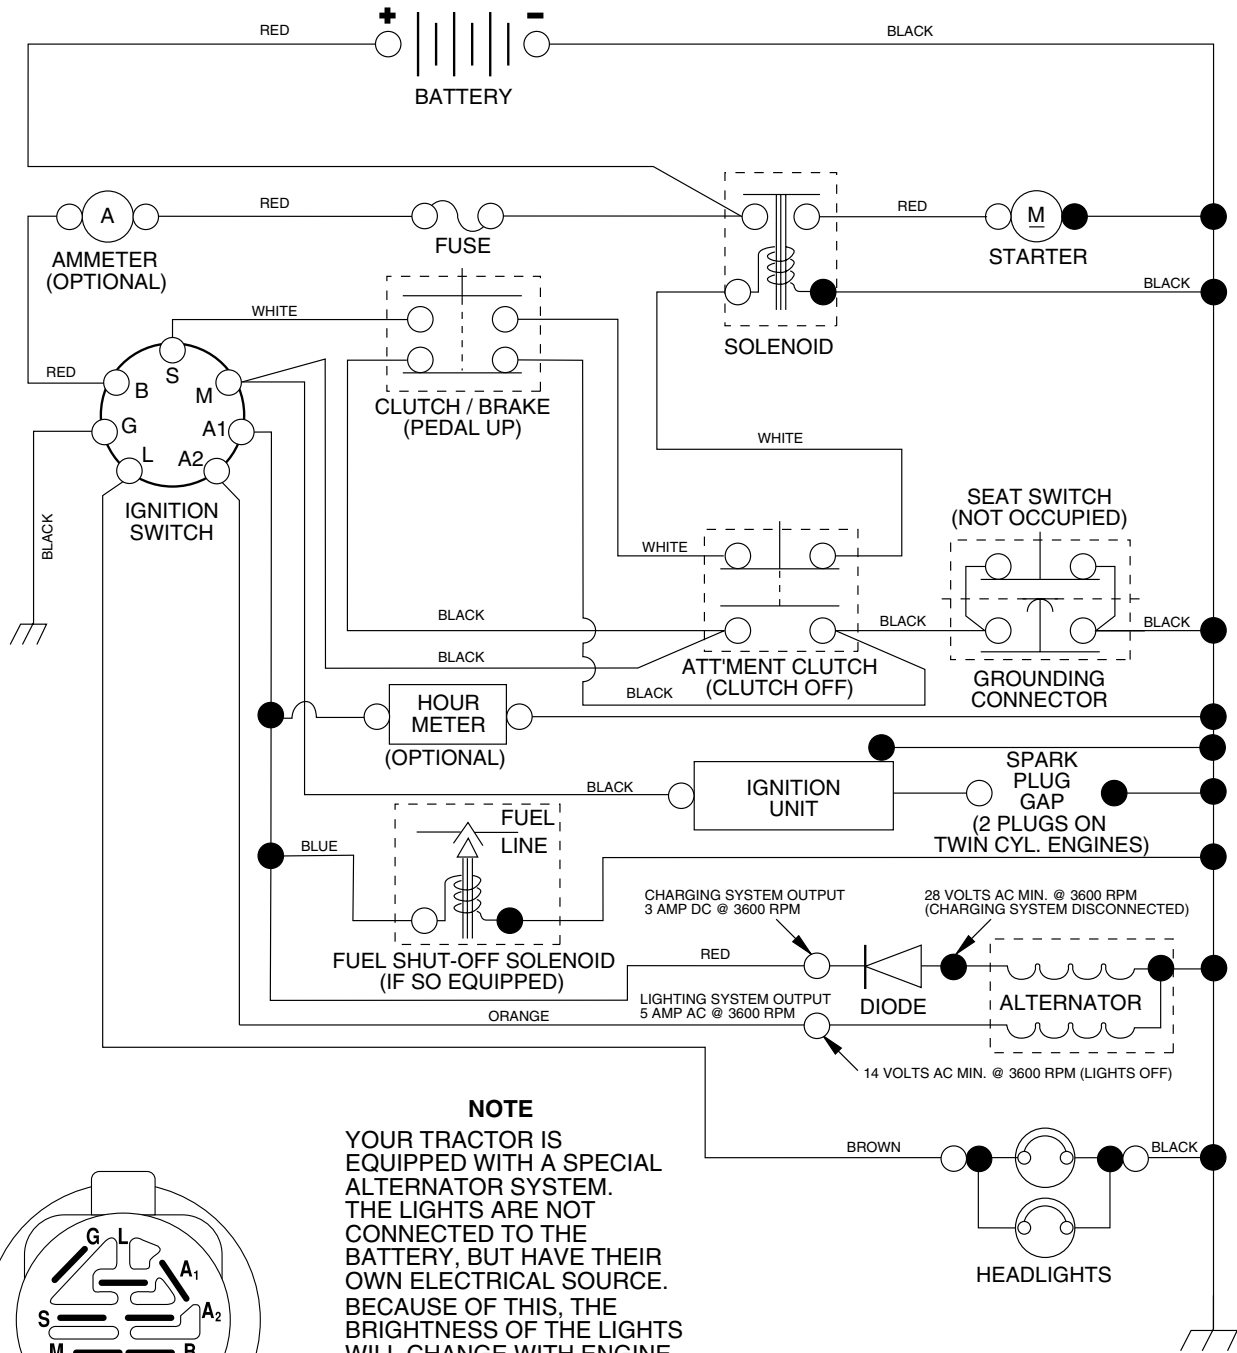 + -
RED
BLACK
BATTERY
A
RED
RED
M
AMMETER
(OPTIONAL)
FUSE
STARTER
WHITE
BLACK
SOLENOID
RED
B
S
M
G
A1
L
A2
CLUTCH / BRAKE
(PEDAL UP)
IGNITION
SWITCH
BLACK
WHITE
WHITE
SEAT SWITCH
(NOT OCCUPIED)
BLACK
BLACK
BLACK
BLACK
BLACK
ATT'MENT CLUTCH
(CLUTCH OFF)
GROUNDING
CONNECTOR
HOUR
METER
(OPTIONAL)
BLACK
IGNITION
UNIT
SPARK
PLUG
GAP
(2 PLUGS ON
TWIN CYL. ENGINES)
BLUE
FUEL
LINE
FUEL SHUT-OFF SOLENOID
(IF SO EQUIPPED)
CHARGING SYSTEM OUTPUT
3 AMP DC @ 3600 RPM
28 VOLTS AC MIN. @ 3600 RPM
(CHARGING SYSTEM DISCONNECTED)
RED
DIODE
ALTERNATOR
LIGHTING SYSTEM OUTPUT
5 AMP AC @ 3600 RPM
ORANGE
14 VOLTS AC MIN. @ 3600 RPM (LIGHTS OFF)
BROWN
BLACK
HEADLIGHTS
NOTE
YOUR TRACTOR IS
EQUIPPED WITH A SPECIAL
ALTERNATOR SYSTEM.
THE LIGHTS ARE NOT
CONNECTED TO THE
BATTERY, BUT HAVE THEIR
OWN ELECTRICAL SOURCE.
BECAUSE OF THIS, THE
BRIGHTNESS OF THE LIGHTS
WILL CHANGE WITH ENGINE
G L
A1
S
A2
M
B